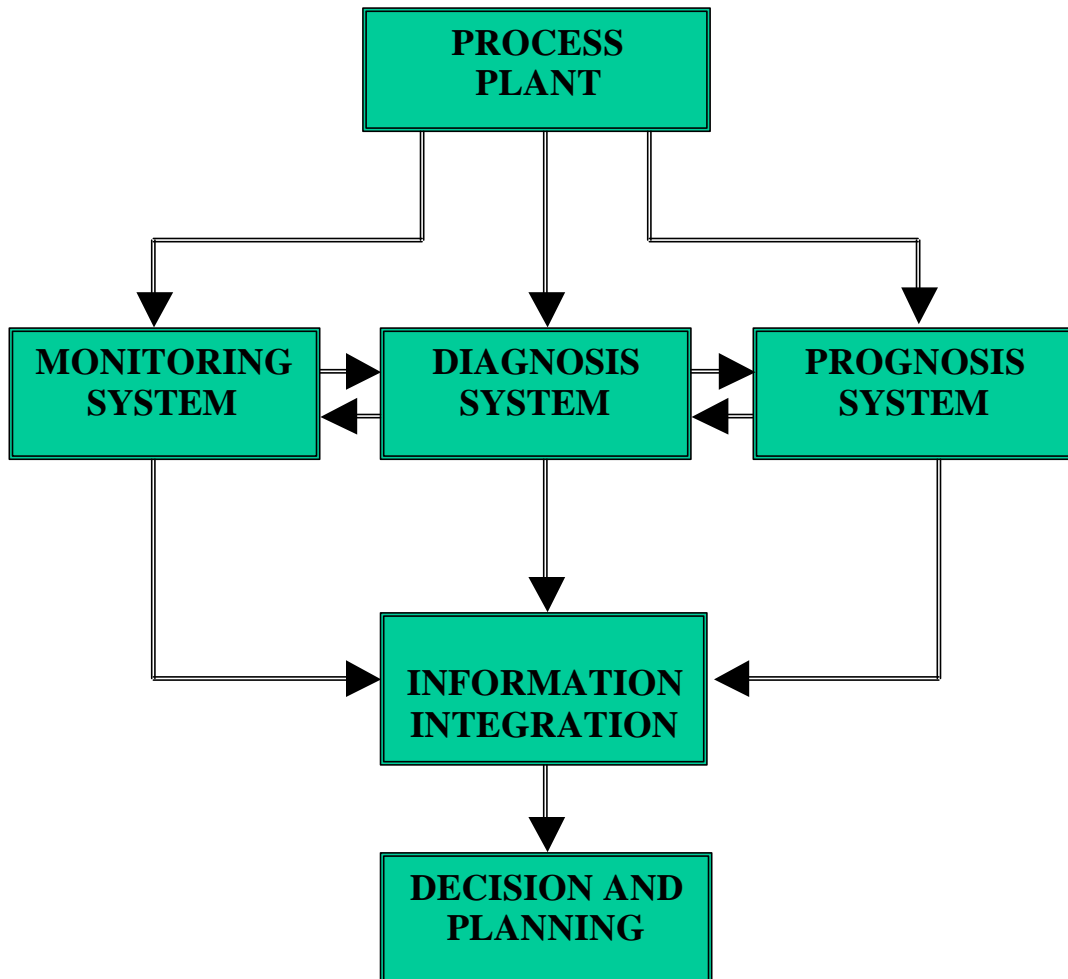 PROCESS
PLANT
MONITORING
SYSTEM
DIAGNOSIS
SYSTEM
PROGNOSIS
SYSTEM
INFORMATION
INTEGRATION
DECISION AND
PLANNING